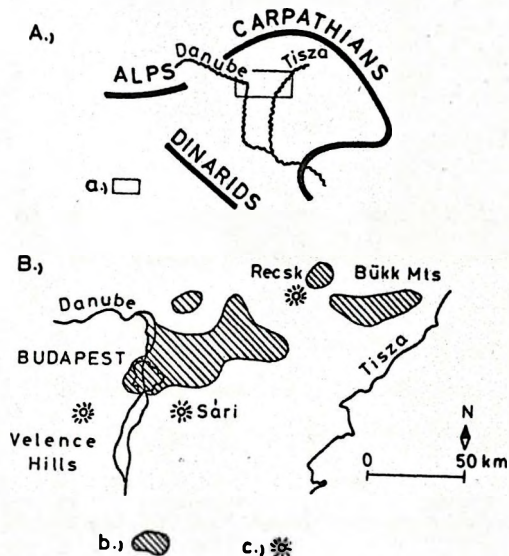 A.)
CARPATHIANS
Danube
Tisza
ALPS
DINARIDS
a.)
B.)
Recsk
Bükk Mts
Danube
BUDAPEST
Tisza
Sári
Velence
Hills
N
0 50 km
b.)
c.)